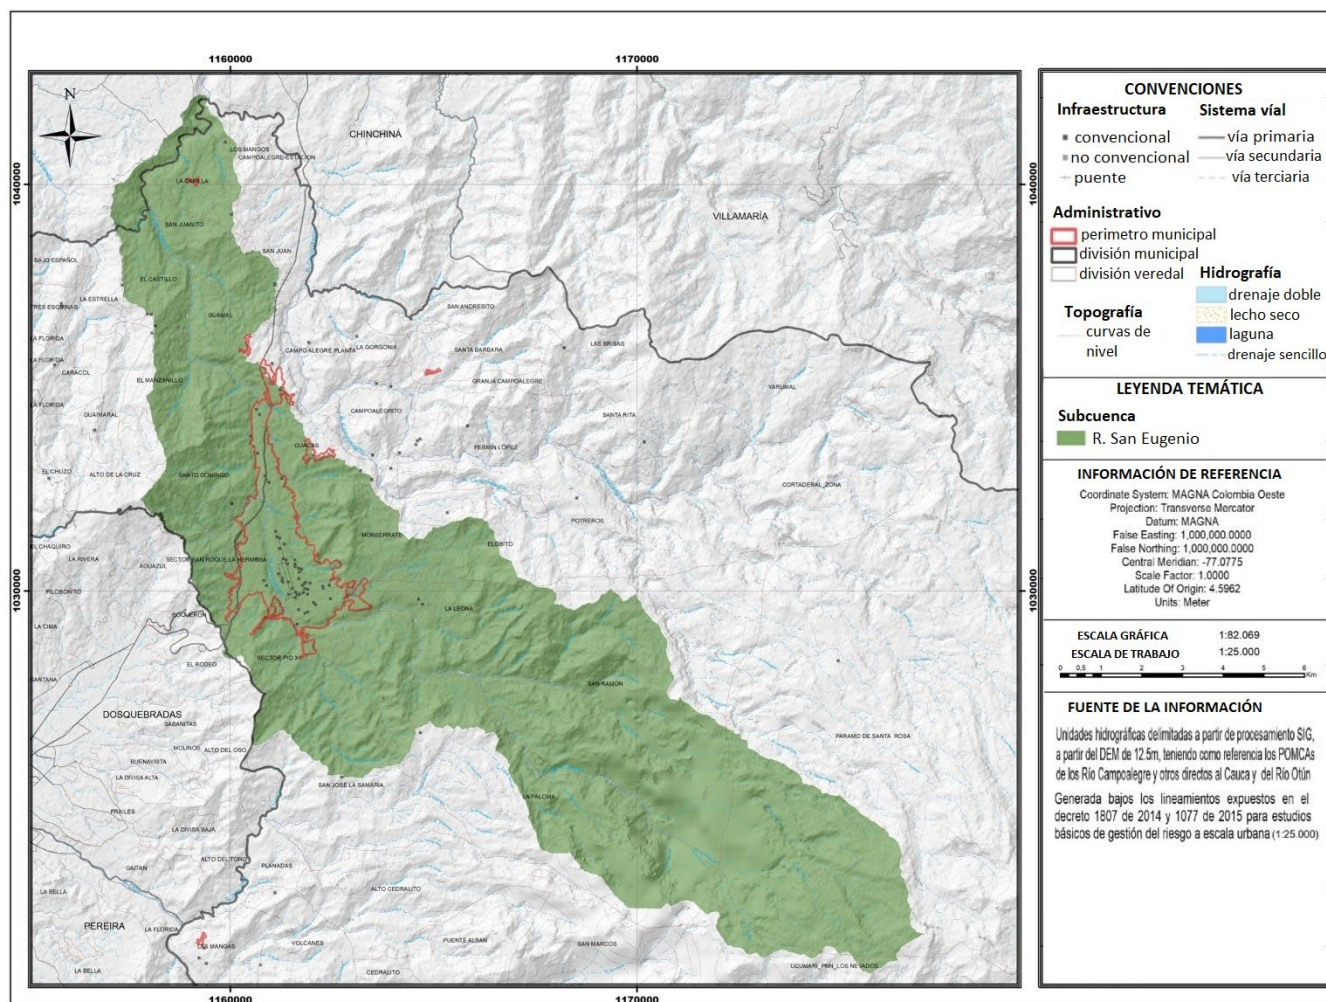 1160000
1170000
N
CHINCHINÁ
LOS MANGOS
CAMPOALEGRE-ESTACION
1040000
1040000
LA CAPILLA
VILLAMARÍA
SAN JUANITO
SAN JUAN
BAJO ESPAÑOL
EL CASTILLO
LA ESTRELLA
TRES ESQUINAS
SAN ANDRESITO
GUAMAL
LA FLORIDA
CAMPO ALEGRE PLANTA
LA GORGONIA
SANTA BARBARA
LAS BRISAS
LA FLORIDA
CARACOL
EL MANZANILLO
GRANJA CAMPOALEGRE
YARUMAL
LA FLORIDA
GUAIMARAL
CAMPOALEGRITO
SANTA RITA
GUACAS
FERMIN LOPEZ
EL CHUZO
ALTO DE LA CRUZ
SANTO DOMINGO
CORTADERAL_ZONA
POTREROS
MONSERRATE
EL CHAQUIRO
LA RIVERA
AGUAZUL
SECTOR SAN ROQUE-LA HERMOSA
ELOBITO
FILOBONITO
1030000
1030000
BOQUERON
LA LEONA
LA CIMA
EL RODEO
SECTOR PIO XII
SANTANA
SAN RAMON
DOSQUEBRADAS
SABANITAS
PARAMO DE SANTA ROSA
MOLINOS
ALTO DEL OSO
BUENAVISTA
LA DIVISA ALTA
SAN JOSE LA SAMARÍA
LA PALOMA
FRAILES
LA DIVISA BAJA
ALTO DEL TORO
PLANADAS
GAITAN
LA BELLA
ALTO CEDRALITO
PEREIRA
LA FLORIDA
LAS MANGAS
VOLCANES
PUENTE ALBAN
SAN MARCOS
LA BELLA
CEDRALITO
UCUMARI_PNN_LOS NEVADOS
1160000
1170000
CONVENCIONES
Infraestructura
Sistema víal
convencional
vía primaria
no convencional
vía secundaria
puente
vía terciaria
Administrativo
perimetro municipal
división municipal
división veredal
Hidrografía
drenaje doble
Topografía
lecho seco
curvas de
nivel
laguna
drenaje sencillo
LEYENDA TEMÁTICA
Subcuenca
R. San Eugenio
INFORMACIÓN DE REFERENCIA
Coordinate System: MAGNA Colombia Oeste
Projection: Transverse Mercator
Datum: MAGNA
False Easting: 1,000,000.0000
False Northing: 1,000,000.0000
Central Meridian: -77.0775
Scale Factor: 1.0000
Latitude Of Origin: 4.5962
Units: Meter
ESCALA GRÁFICA 1:82.069
ESCALA DE TRABAJO 1:25.000
0 0,5 1 2 3 4 5 6
Km
FUENTE DE LA INFORMACIÓN
Unidades hidrográficas delimitadas a partir de procesamiento SIG,
a partir del DEM de 12.5m, teniendo como referencia los POMCAs
de los Río Campoalegre y otros directos al Cauca y del Río Otún
Generada bajos los lineamientos expuestos en el
decreto 1807 de 2014 y 1077 de 2015 para estudios
básicos de gestión del riesgo a escala urbana (1:25.000)